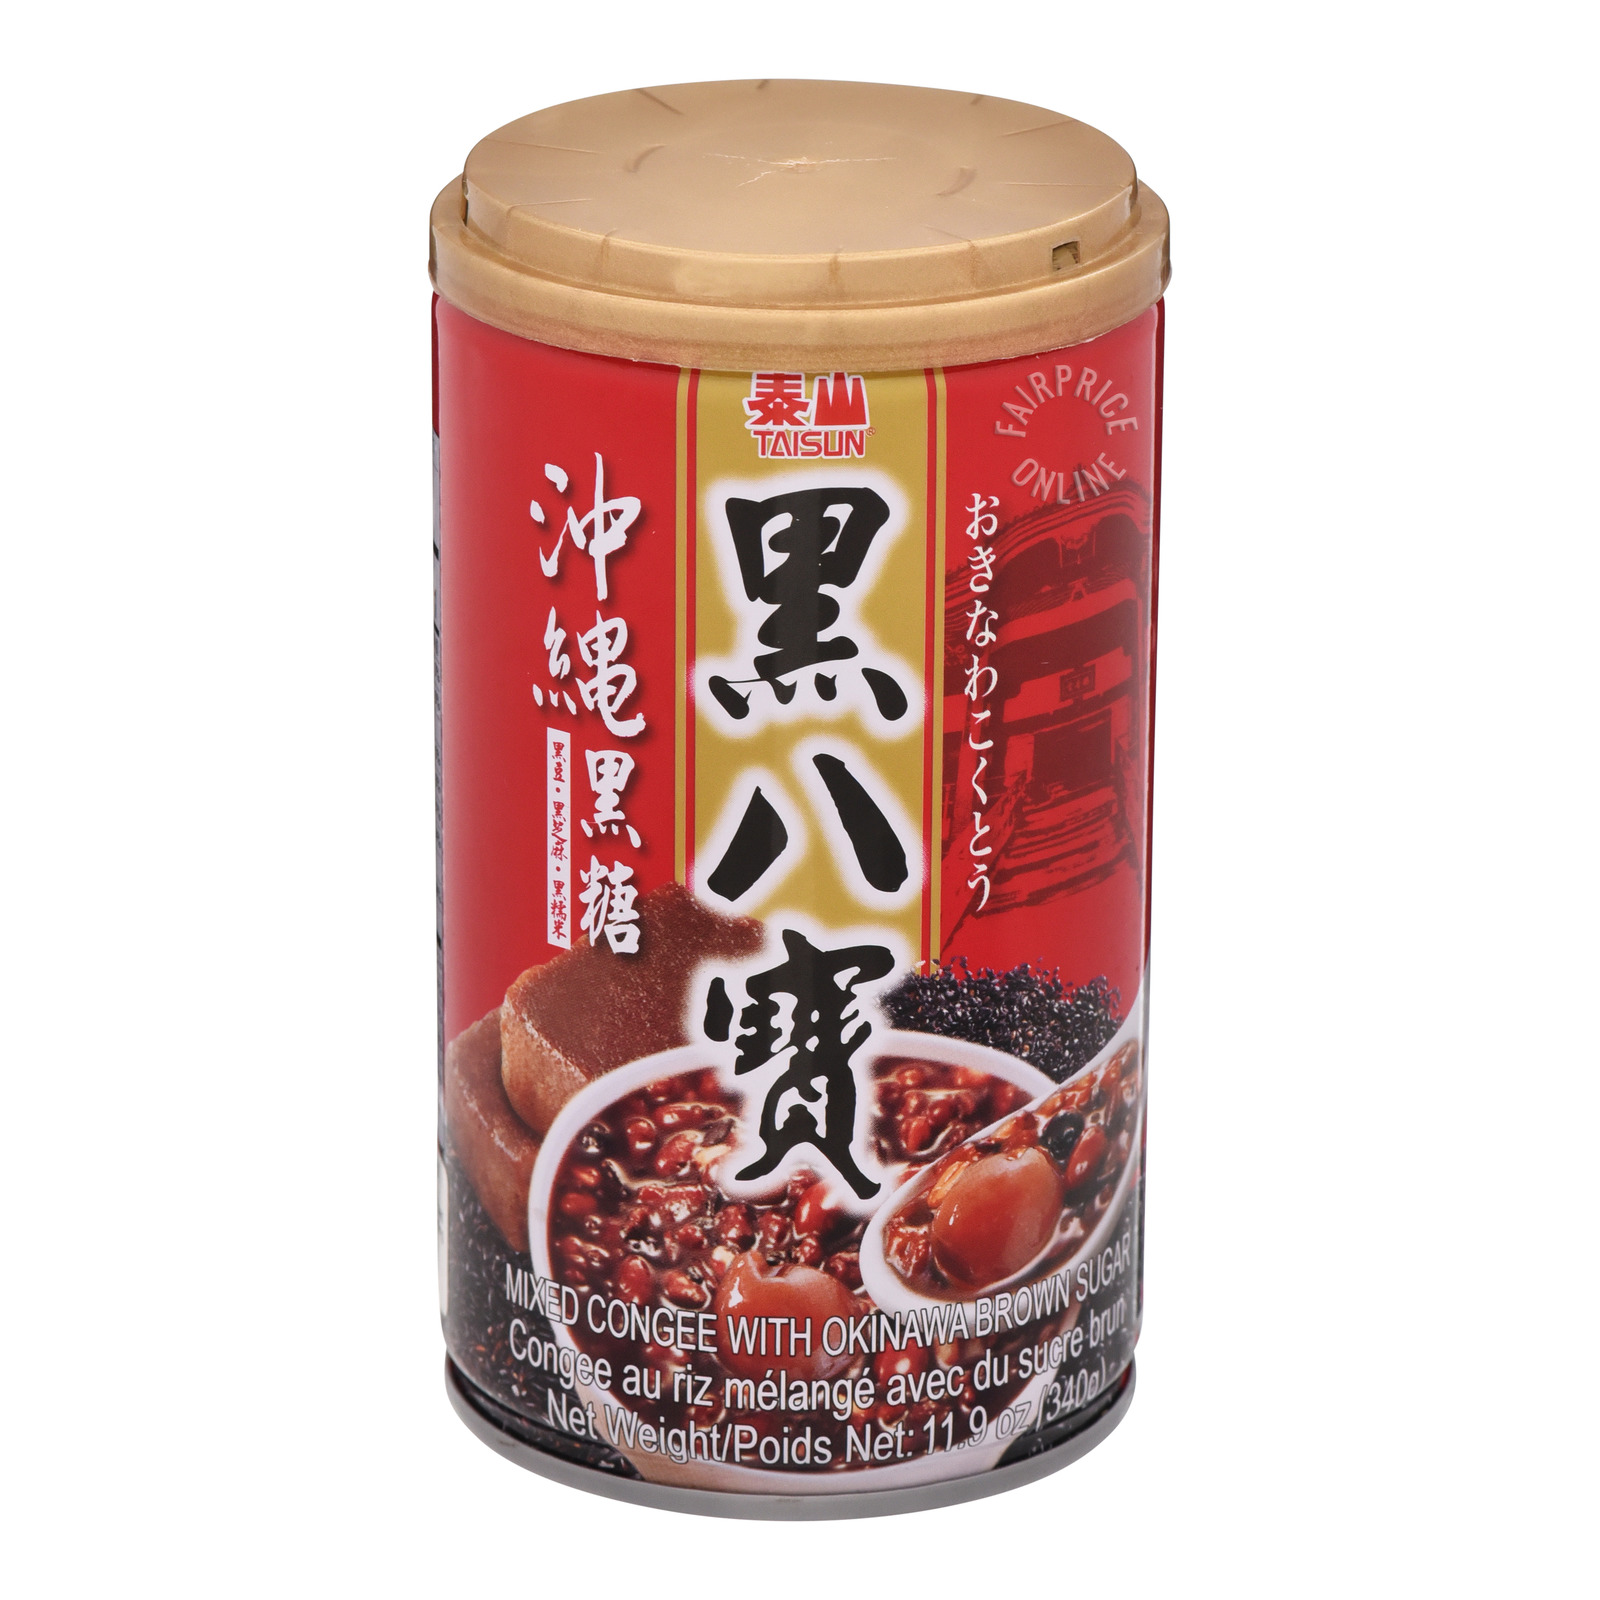 泰山
TAISUN®
FAIRPRICE
ONLINE
おきなわこくとう
黑八寶
沖縄黑糖
黑豆・黑芝麻・黑糯米
MIXED CONGEE WITH OKINAWA BROWN SUGAR
Congee au riz mélangé avec du sucre brun
Net Weight/Poids Net: 11.9 oz (340g)